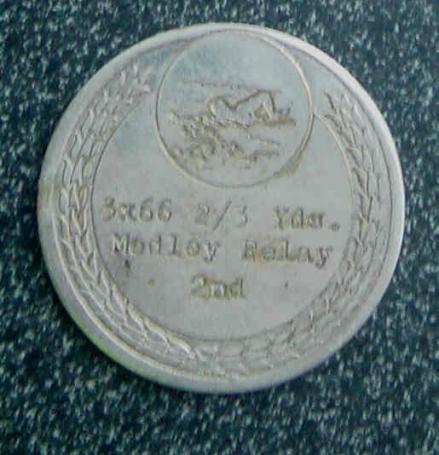 3x66 2/3 Yds.
Medley Relay
2nd